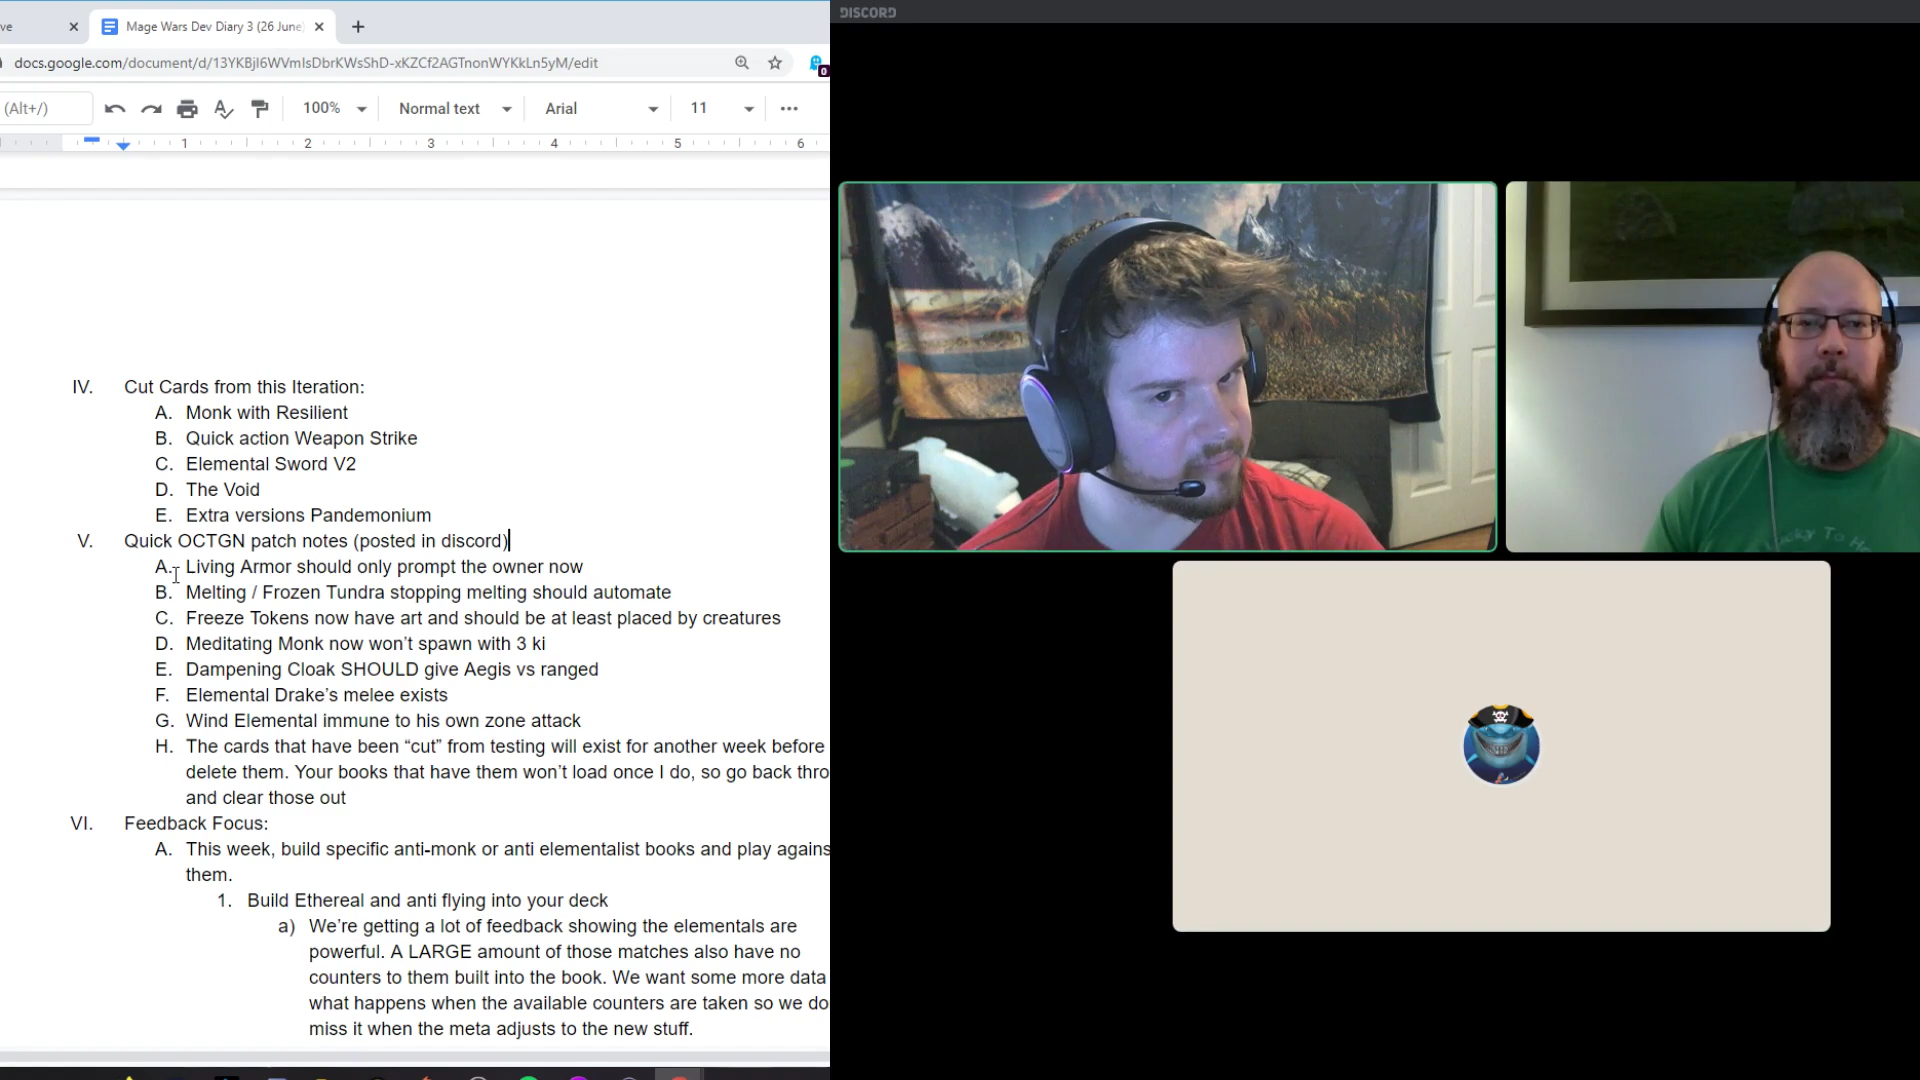 ve
Mage Wars Dev Diary 3 (26 June)
docs.google.com/document/d/13YKBjI6WVmIsDbrKWsShD-xKZCf2AGTnonWYKkLn5yM/edit
0
(Alt+/)
100%
Normal text
Arial
11
1 2 3 4 5 6
IV. Cut Cards from this Iteration:
A. Monk with Resilient
B. Quick action Weapon Strike
C. Elemental Sword V2
D. The Void
E. Extra versions Pandemonium
V. Quick OCTGN patch notes (posted in discord)
A. Living Armor should only prompt the owner now
B. Melting / Frozen Tundra stopping melting should automate
C. Freeze Tokens now have art and should be at least placed by creatures
D. Meditating Monk now won't spawn with 3 ki
E. Dampening Cloak SHOULD give Aegis vs ranged
F. Elemental Drake's melee exists
G. Wind Elemental immune to his own zone attack
H. The cards that have been “cut” from testing will exist for another week before
delete them. Your books that have them won't load once I do, so go back thro
and clear those out
VI. Feedback Focus:
A. This week, build specific anti-monk or anti elementalist books and play agains
them.
1. Build Ethereal and anti flying into your deck
a) We're getting a lot of feedback showing the elementals are
powerful. A LARGE amount of those matches also have no
counters to them built into the book. We want some more data
what happens when the available counters are taken so we do
miss it when the meta adjusts to the new stuff.
DISCORD
To